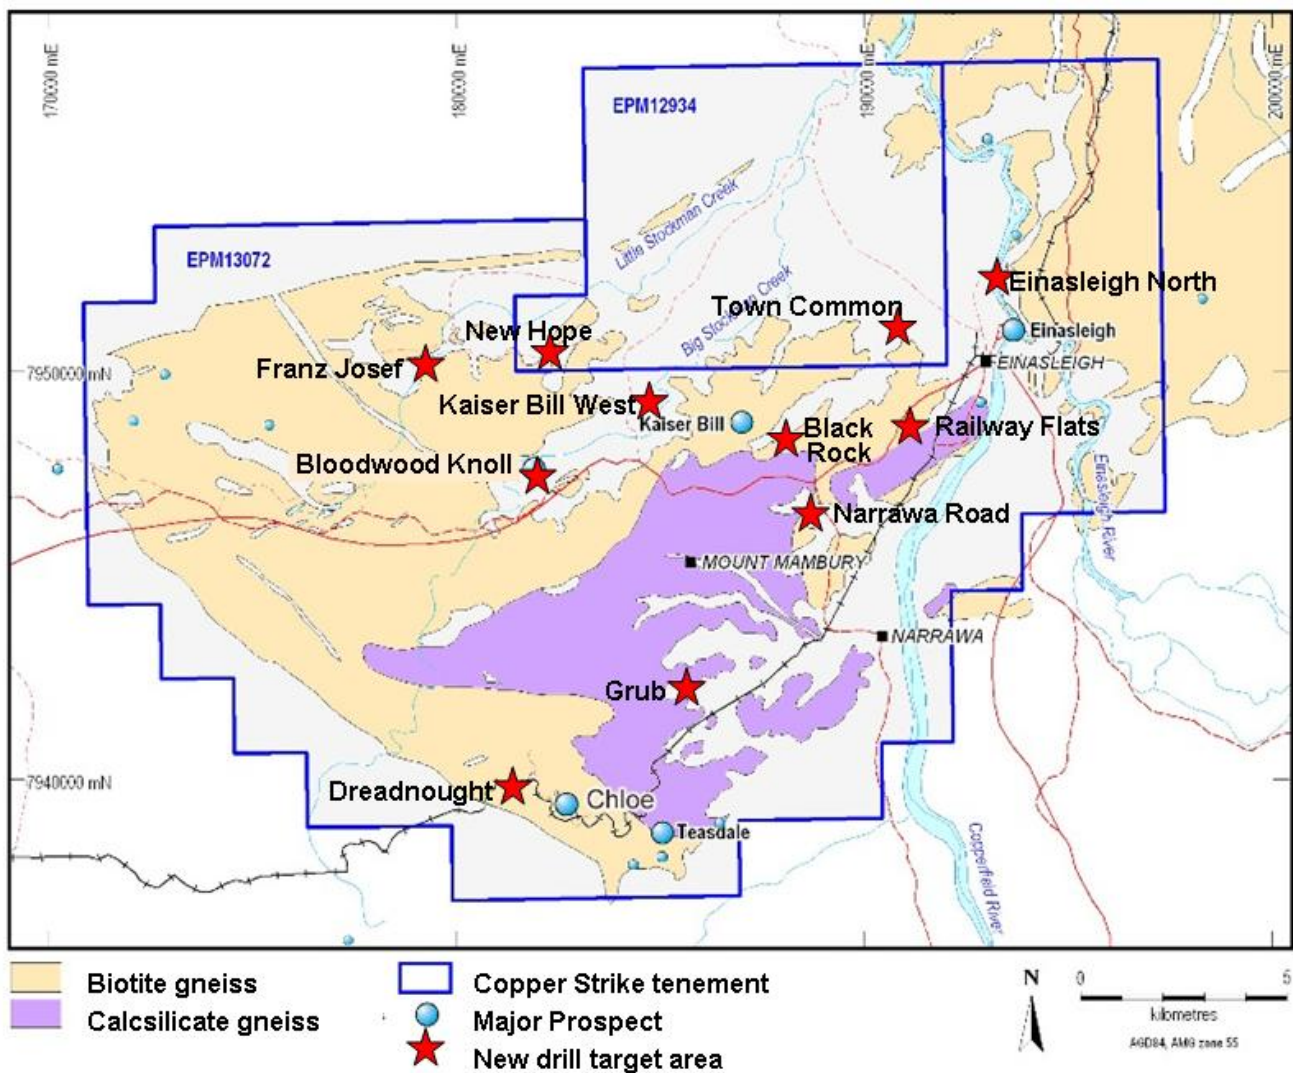 170000 mE
180000 mE
190000 mE
200000 mE
EPM12934
EPM13072
Little Stockman Creek
Big Stockman Creek
Einasleigh North
Town Common
Einasleigh
New Hope
EINASLEIGH
Franz Josef
7950000 mN
Kaiser Bill West
Kaiser Bill
Black
Rock
Railway Flats
Bloodwood Knoll
Einasleigh River
Narrawa Road
MOUNT MAMBURY
NARRAWA
Grub
7940000 mN
Dreadnought
Chloe
Teasdale
Copperfield River
Biotite gneiss
Calcsilicate gneiss
Copper Strike tenement
Major Prospect
New drill target area
N
0
5
kilometres
AGD84, AMG zone 55